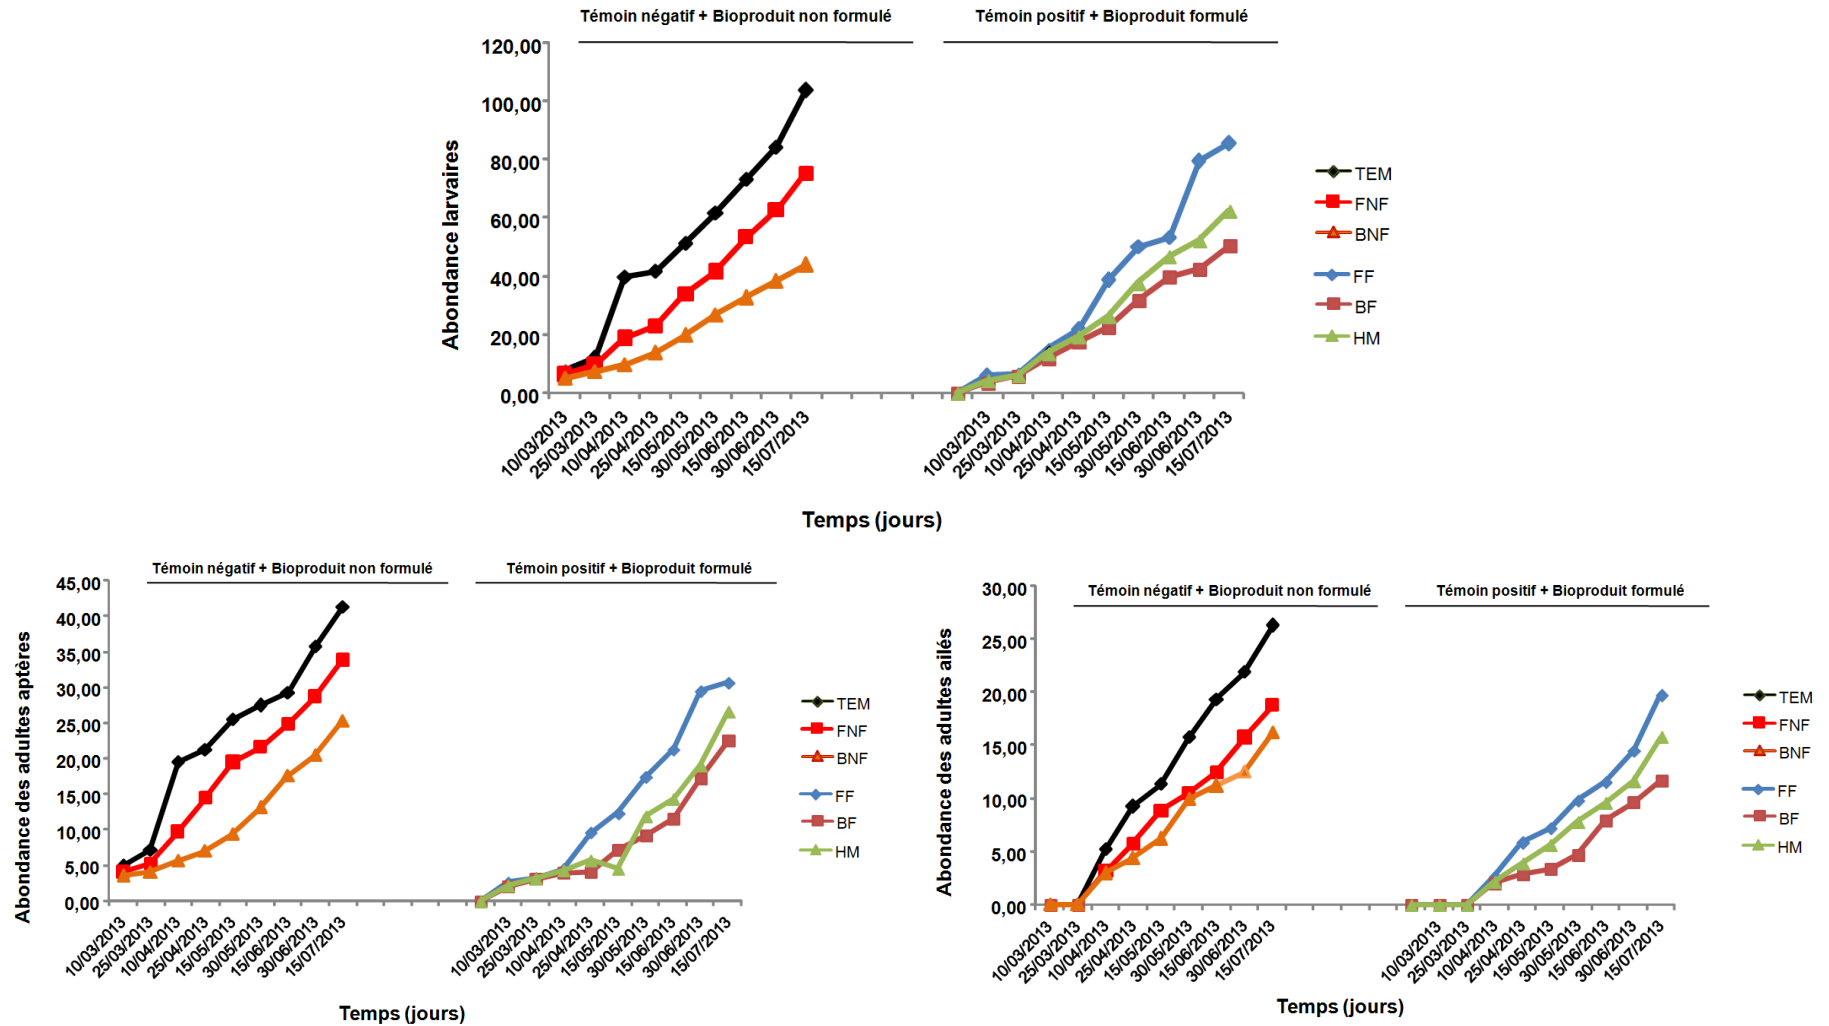 Témoin négatif + Bioproduit non formulé
Témoin positif + Bioproduit formulé
120,00
100,00
80,00
60,00
40,00
20,00
0,00
Abondance larvaires
10/03/2013
25/03/2013
10/04/2013
25/04/2013
15/05/2013
30/05/2013
15/06/2013
30/06/2013
15/07/2013
10/03/2013
25/03/2013
10/04/2013
25/04/2013
15/05/2013
30/05/2013
15/06/2013
30/06/2013
15/07/2013
Temps (jours)
TEM
FNF
BNF
FF
BF
HM
Témoin négatif + Bioproduit non formulé
Témoin positif + Bioproduit formulé
45,00
40,00
35,00
30,00
25,00
20,00
15,00
10,00
5,00
0,00
Abondance des adultes aptères
10/03/2013
25/03/2013
10/04/2013
25/04/2013
15/05/2013
30/05/2013
15/06/2013
30/06/2013
15/07/2013
10/03/2013
25/03/2013
10/04/2013
25/04/2013
15/05/2013
30/05/2013
15/06/2013
30/06/2013
15/07/2013
Temps (jours)
TEM
FNF
BNF
FF
BF
HM
Témoin négatif + Bioproduit non formulé
Témoin positif + Bioproduit formulé
30,00
25,00
20,00
15,00
10,00
5,00
0,00
Abondance des adultes ailés
10/03/2013
25/03/2013
10/04/2013
25/04/2013
15/05/2013
30/05/2013
15/06/2013
30/06/2013
15/07/2013
10/03/2013
25/03/2013
10/04/2013
25/04/2013
15/05/2013
30/05/2013
15/06/2013
30/06/2013
15/07/2013
Temps (jours)
TEM
FNF
BNF
FF
BF
HM